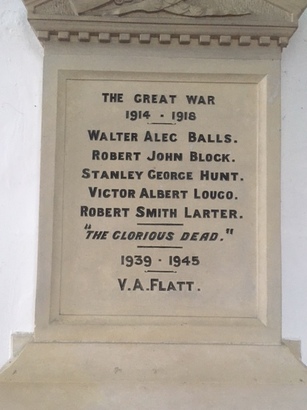 THE GREAT WAR
1914 · 1918
WALTER ALEC BALLS.
ROBERT JOHN BLOCK.
STANLEY GEORGE HUNT.
VICTOR ALBERT LOUGO.
ROBERT SMITH LARTER.
"THE GLORIOUS DEAD."
1939 · 1945
V.A.FLATT.